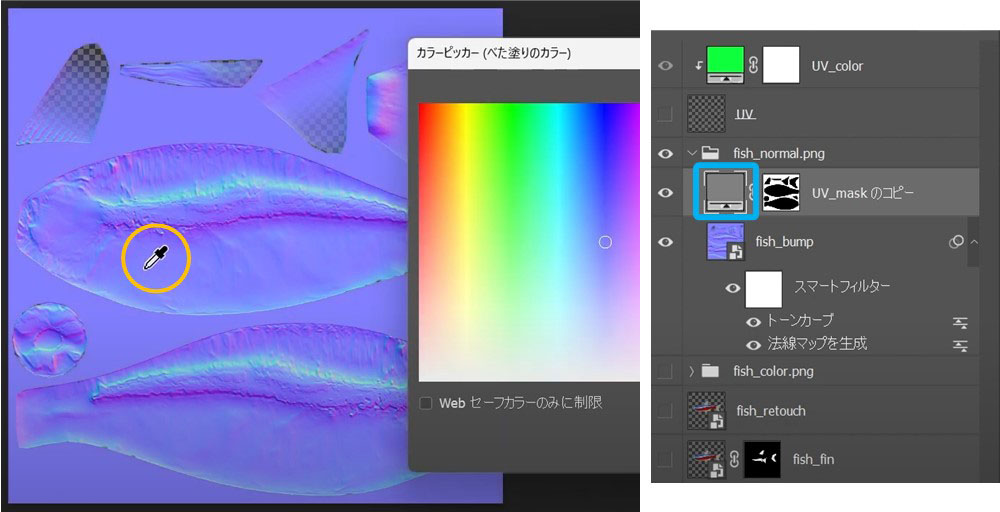 カラーピッカー (べた塗りのカラー)
Web セーフカラーのみに制限
UV_color
UV
fish_normal.png
UV_mask のコピー
fish_bump
スマートフィルター
トーンカーブ
法線マップを生成
fish_color.png
fish_retouch
fish_fin